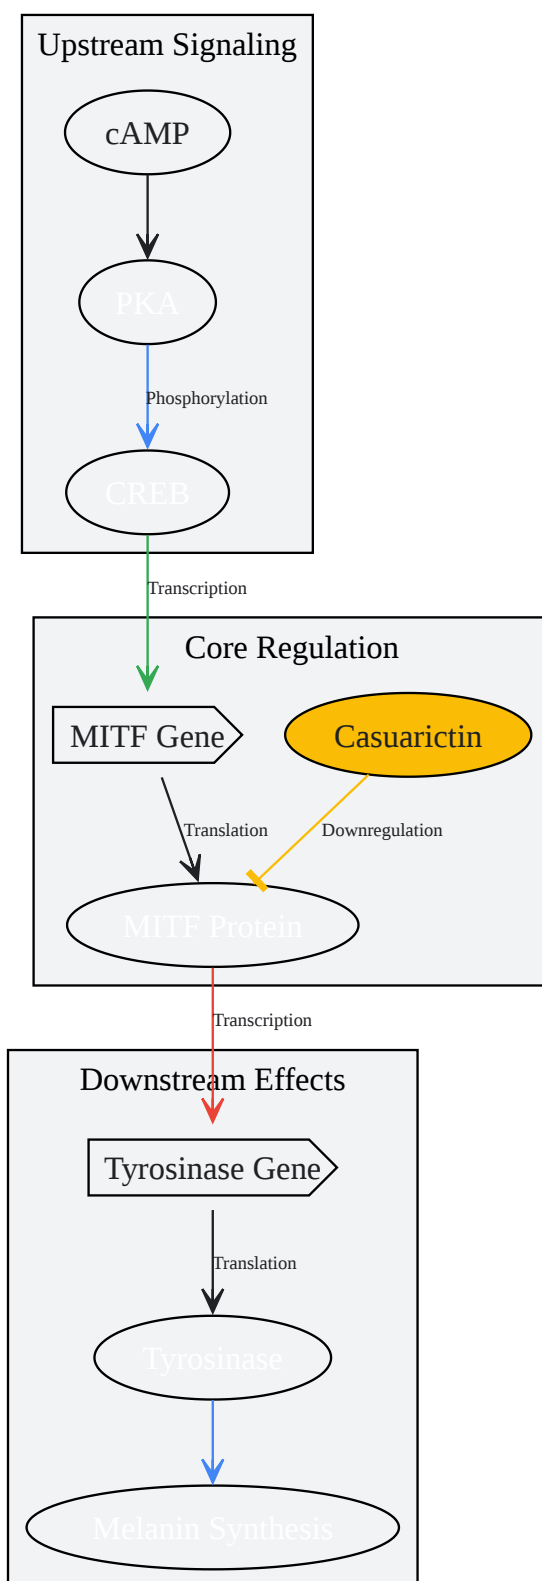 Upstream Signaling
cAMP
PKA
Phosphorylation
CREB
Transcription
Core Regulation
MITF Gene
Casuarictin
Translation
Downregulation
MITF Protein
Transcription
Downstream Effects
Tyrosinase Gene
Translation
Tyrosinase
Melanin Synthesis